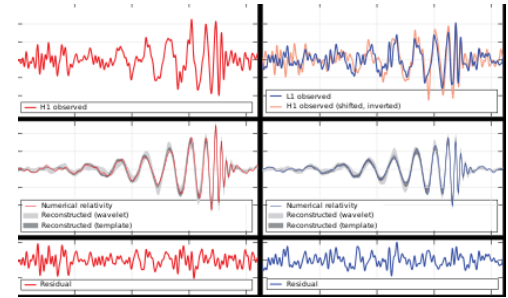 H1 observed
L1 observed
H1 observed (shifted, inverted)
Numerical relativity
Reconstructed (wavelet)
Reconstructed (template)
Numerical relativity
Reconstructed (wavelet)
Reconstructed (template)
Residual
Residual